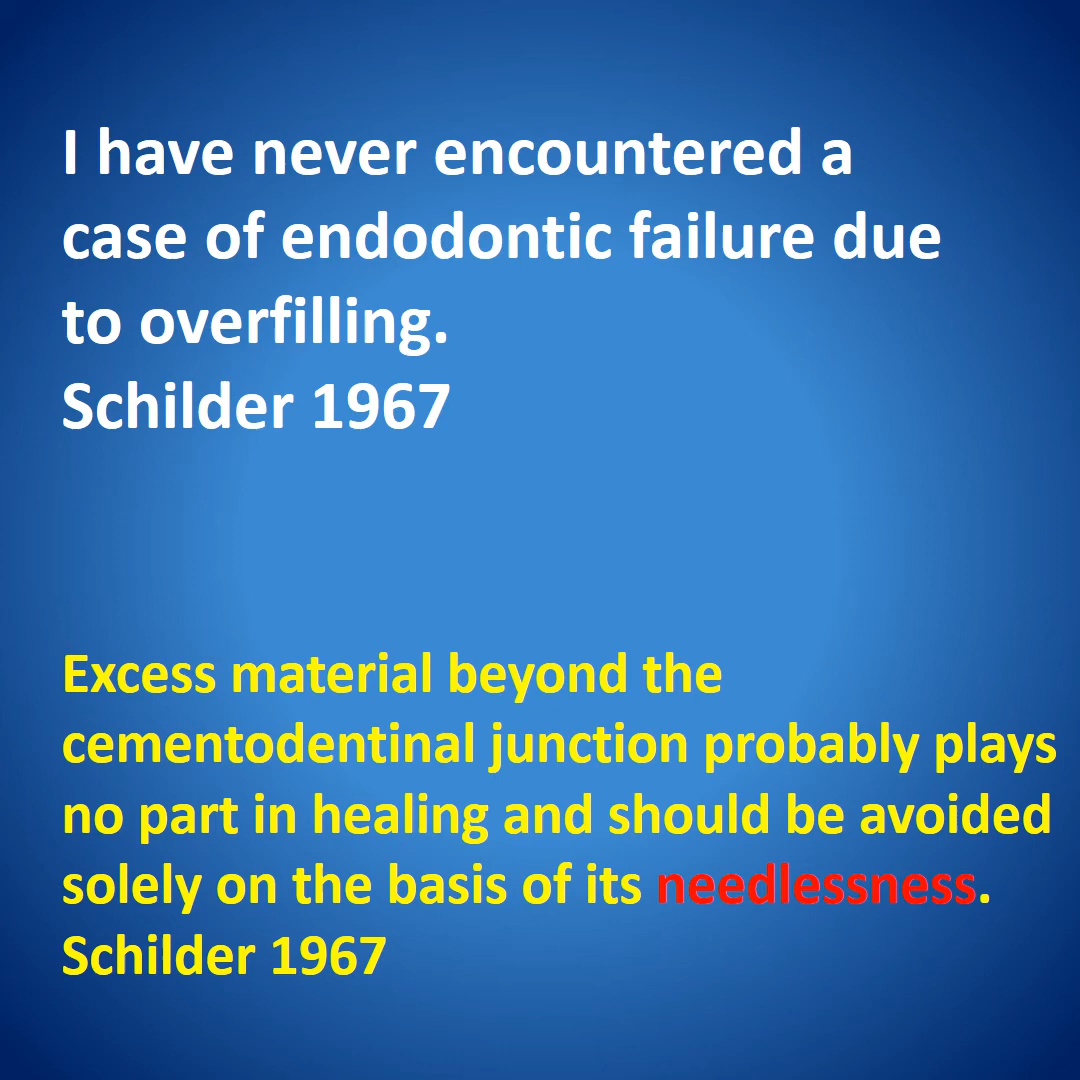 I have never encountered a
case of endodontic failure due
to overfilling.
Schilder 1967
Excess material beyond the
cementodentinal junction probably plays
no part in healing and should be avoided
solely on the basis of its needlessness.
Schilder 1967